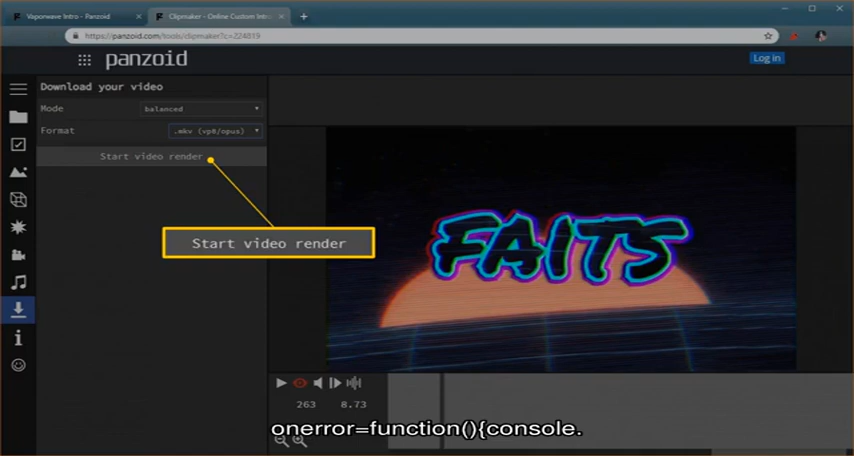 Vaporwave Intro - Panzoid
Clipmaker - Online Custom Intro
https://panzoid.com/tools/clipmaker?c=224819
panzoid
Log in
Download your video
Mode
balanced
Format
.mkv (vp8/opus)
Start video render
Start video render
FAITS
263
8.73
onerror=function(){console.